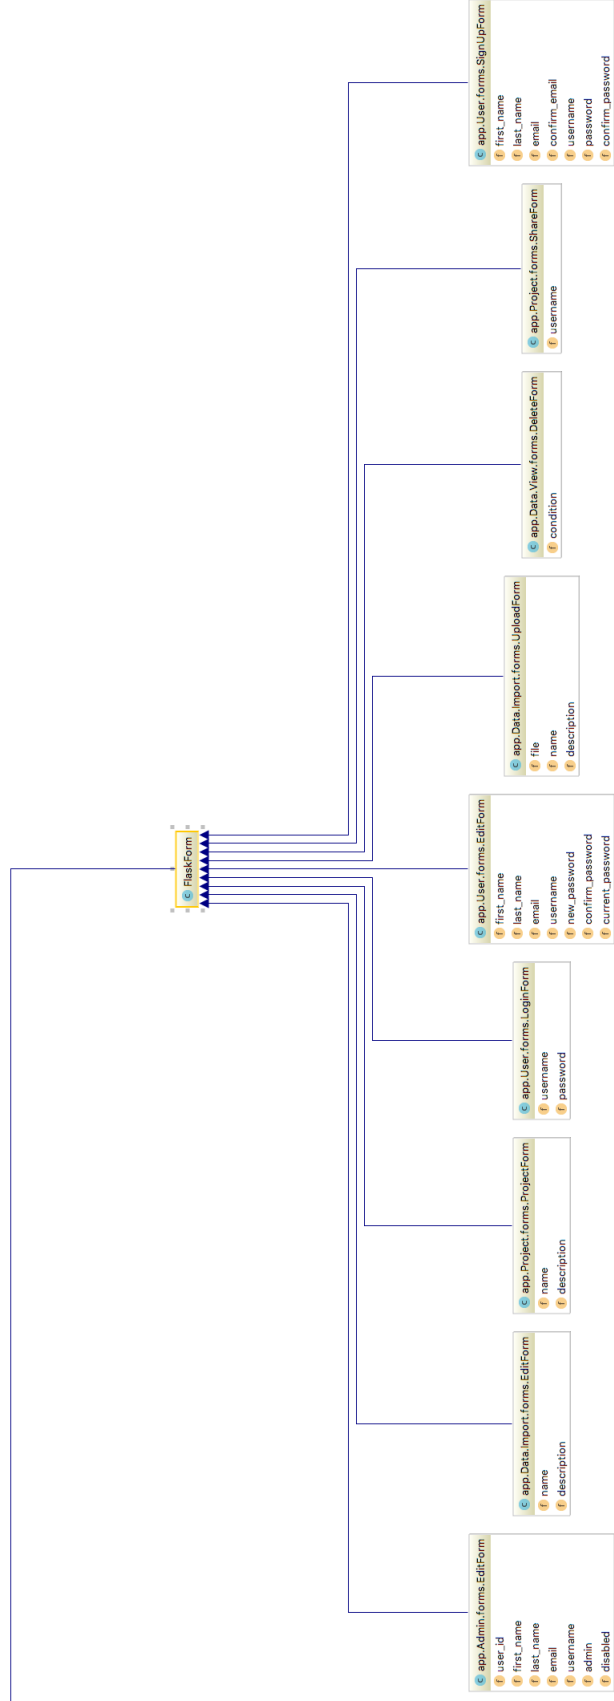 FlaskForm
app.Admin.forms.EditForm
user_id
first_name
last_name
email
username
admin
disabled
app.Data.Import.forms.EditForm
name
description
app.Project.forms.ProjectForm
name
description
app.User.forms.LoginForm
username
password
app.User.forms.EditForm
first_name
last_name
email
username
new_password
confirm_password
current_password
app.Data.Import.forms.UploadForm
file
name
description
app.Data.View.forms.DeleteForm
condition
app.Project.forms.ShareForm
username
app.User.forms.SignUpForm
first_name
last_name
email
confirm_email
username
password
confirm_password